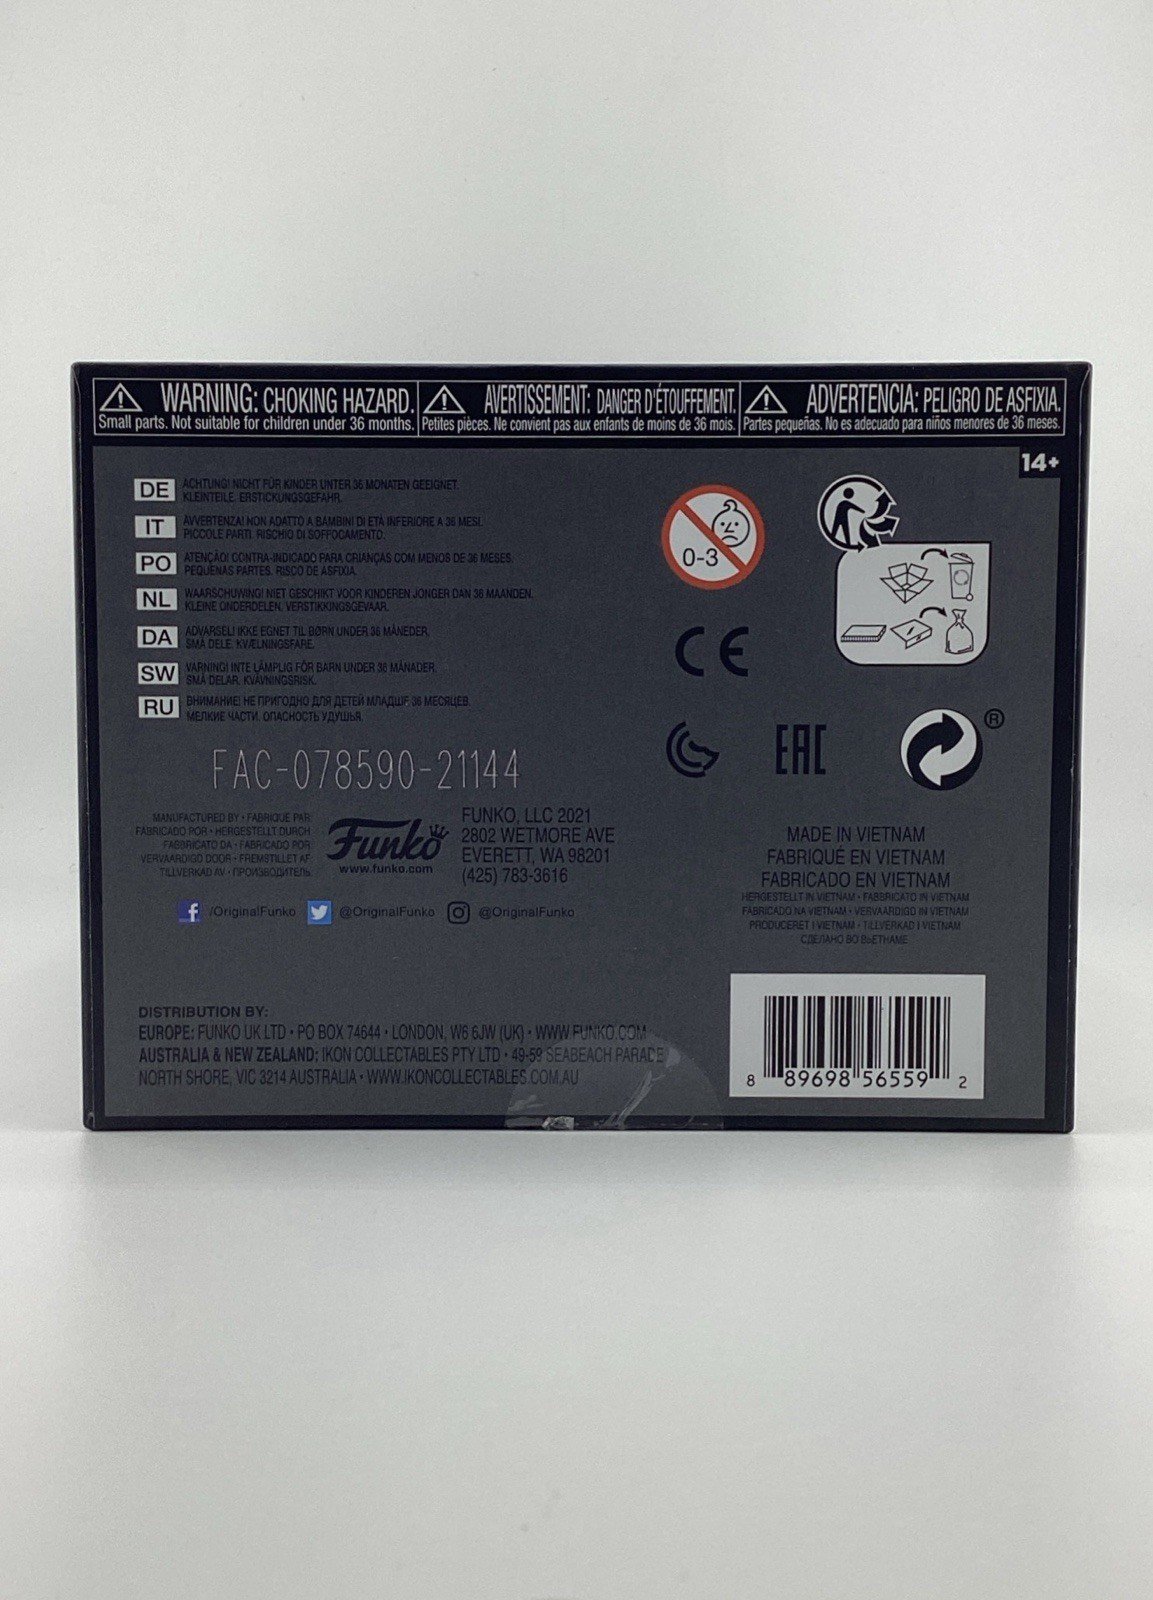 WARNING: CHOKING HAZARD.
Small parts. Not suitable for children under 36 months.
AVERTISSEMENT: DANGER D'ÉTOUFFEMENT.
Petites pièces. Ne convient pas aux enfants de moins de 36 mois.
ADVERTENCIA: PELIGRO DE ASFIXIA.
Partes pequeñas. No es adecuado para niños menores de 36 meses.
14+
DE ACHTUNG! NICHT FÜR KINDER UNTER 36 MONATEN GEEIGNET.
KLEINTEILE. ERSTICKUNGSGEFAHR.
IT AVVERTENZA! NON ADATTO A BAMBINI DI ETÀ INFERIORE A 36 MESI.
PICCOLE PARTI. RISCHIO DI SOFFOCAMENTO.
PO ATENÇÃO! CONTRA-INDICADO PARA CRIANÇAS COM MENOS DE 36 MESES.
PEQUENAS PARTES. RISCO DE ASFIXIA.
NL WAARSCHUWING! NIET GESCHIKT VOOR KINDEREN JONGER DAN 36 MAANDEN.
KLEINE ONDERDELEN. VERSTIKKINGSGEVAAR.
DA ADVARSEL! IKKE EGNET TIL BØRN UNDER 36 MÅNEDER.
SMÅ DELE. KVÆLNINGSFARE.
SW VARNING! INTE LÄMPLIG FÖR BARN UNDER 36 MÅNADER.
SMÅ DELAR. KVÄVNINGSRISK.
RU ВНИМАНИЕ! НЕ ПРИГОДНО ДЛЯ ДЕТЕЙ МЛАДШЕ 36 МЕСЯЦЕВ.
МЕЛКИЕ ЧАСТИ. ОПАСНОСТЬ УДУШЬЯ.
0-3
CE
EAC
®
FAC-078590-21144
MANUFACTURED BY • FABRIQUÉ PAR
FABRICADO POR • HERGESTELLT DURCH
FABBRICATO DA • FABRICADO POR
VERVAARDIGD DOOR • FREMSTILLET AF
TILLVERKAD AV • ПРОИЗВОДИТЕЛЬ
Funko
www.funko.com
FUNKO, LLC 2021
2802 WETMORE AVE
EVERETT, WA 98201
(425) 783-3616
/OriginalFunko @OriginalFunko @OriginalFunko
MADE IN VIETNAM
FABRIQUÉ EN VIETNAM
FABRICADO EN VIETNAM
HERGESTELLT IN VIETNAM • FABBRICATO IN VIETNAM
FABRICADO NA VIETNAM • VERVAARDIGD IN VIETNAM
PRODUCERET I VIETNAM • TILLVERKAD I VIETNAM
СДЕЛАНО ВО ВЬЕТНАМЕ
DISTRIBUTION BY:
EUROPE: FUNKO UK LTD • PO BOX 74644 • LONDON, W6 6JW (UK) • WWW.FUNKO.COM
AUSTRALIA & NEW ZEALAND: IKON COLLECTABLES PTY LTD • 49-59 SEABEACH PARADE
NORTH SHORE, VIC 3214 AUSTRALIA • WWW.IKONCOLLECTABLES.COM.AU
8 89698 56559 2